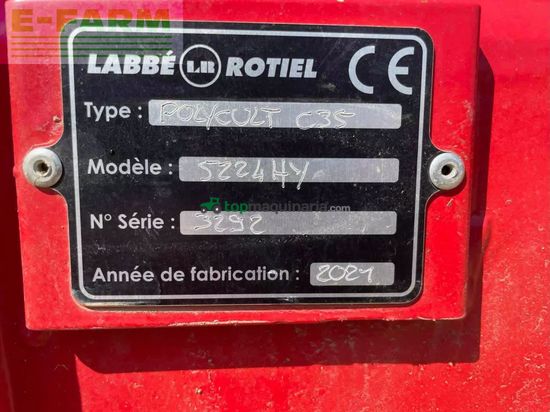 E-FARM
LABBÉ LR ROTIEL CE
Type : POLYCULT C35
Modèle : 5224HY
topmaquinaria.com
N° Série : 3292
Année de fabrication : 2021